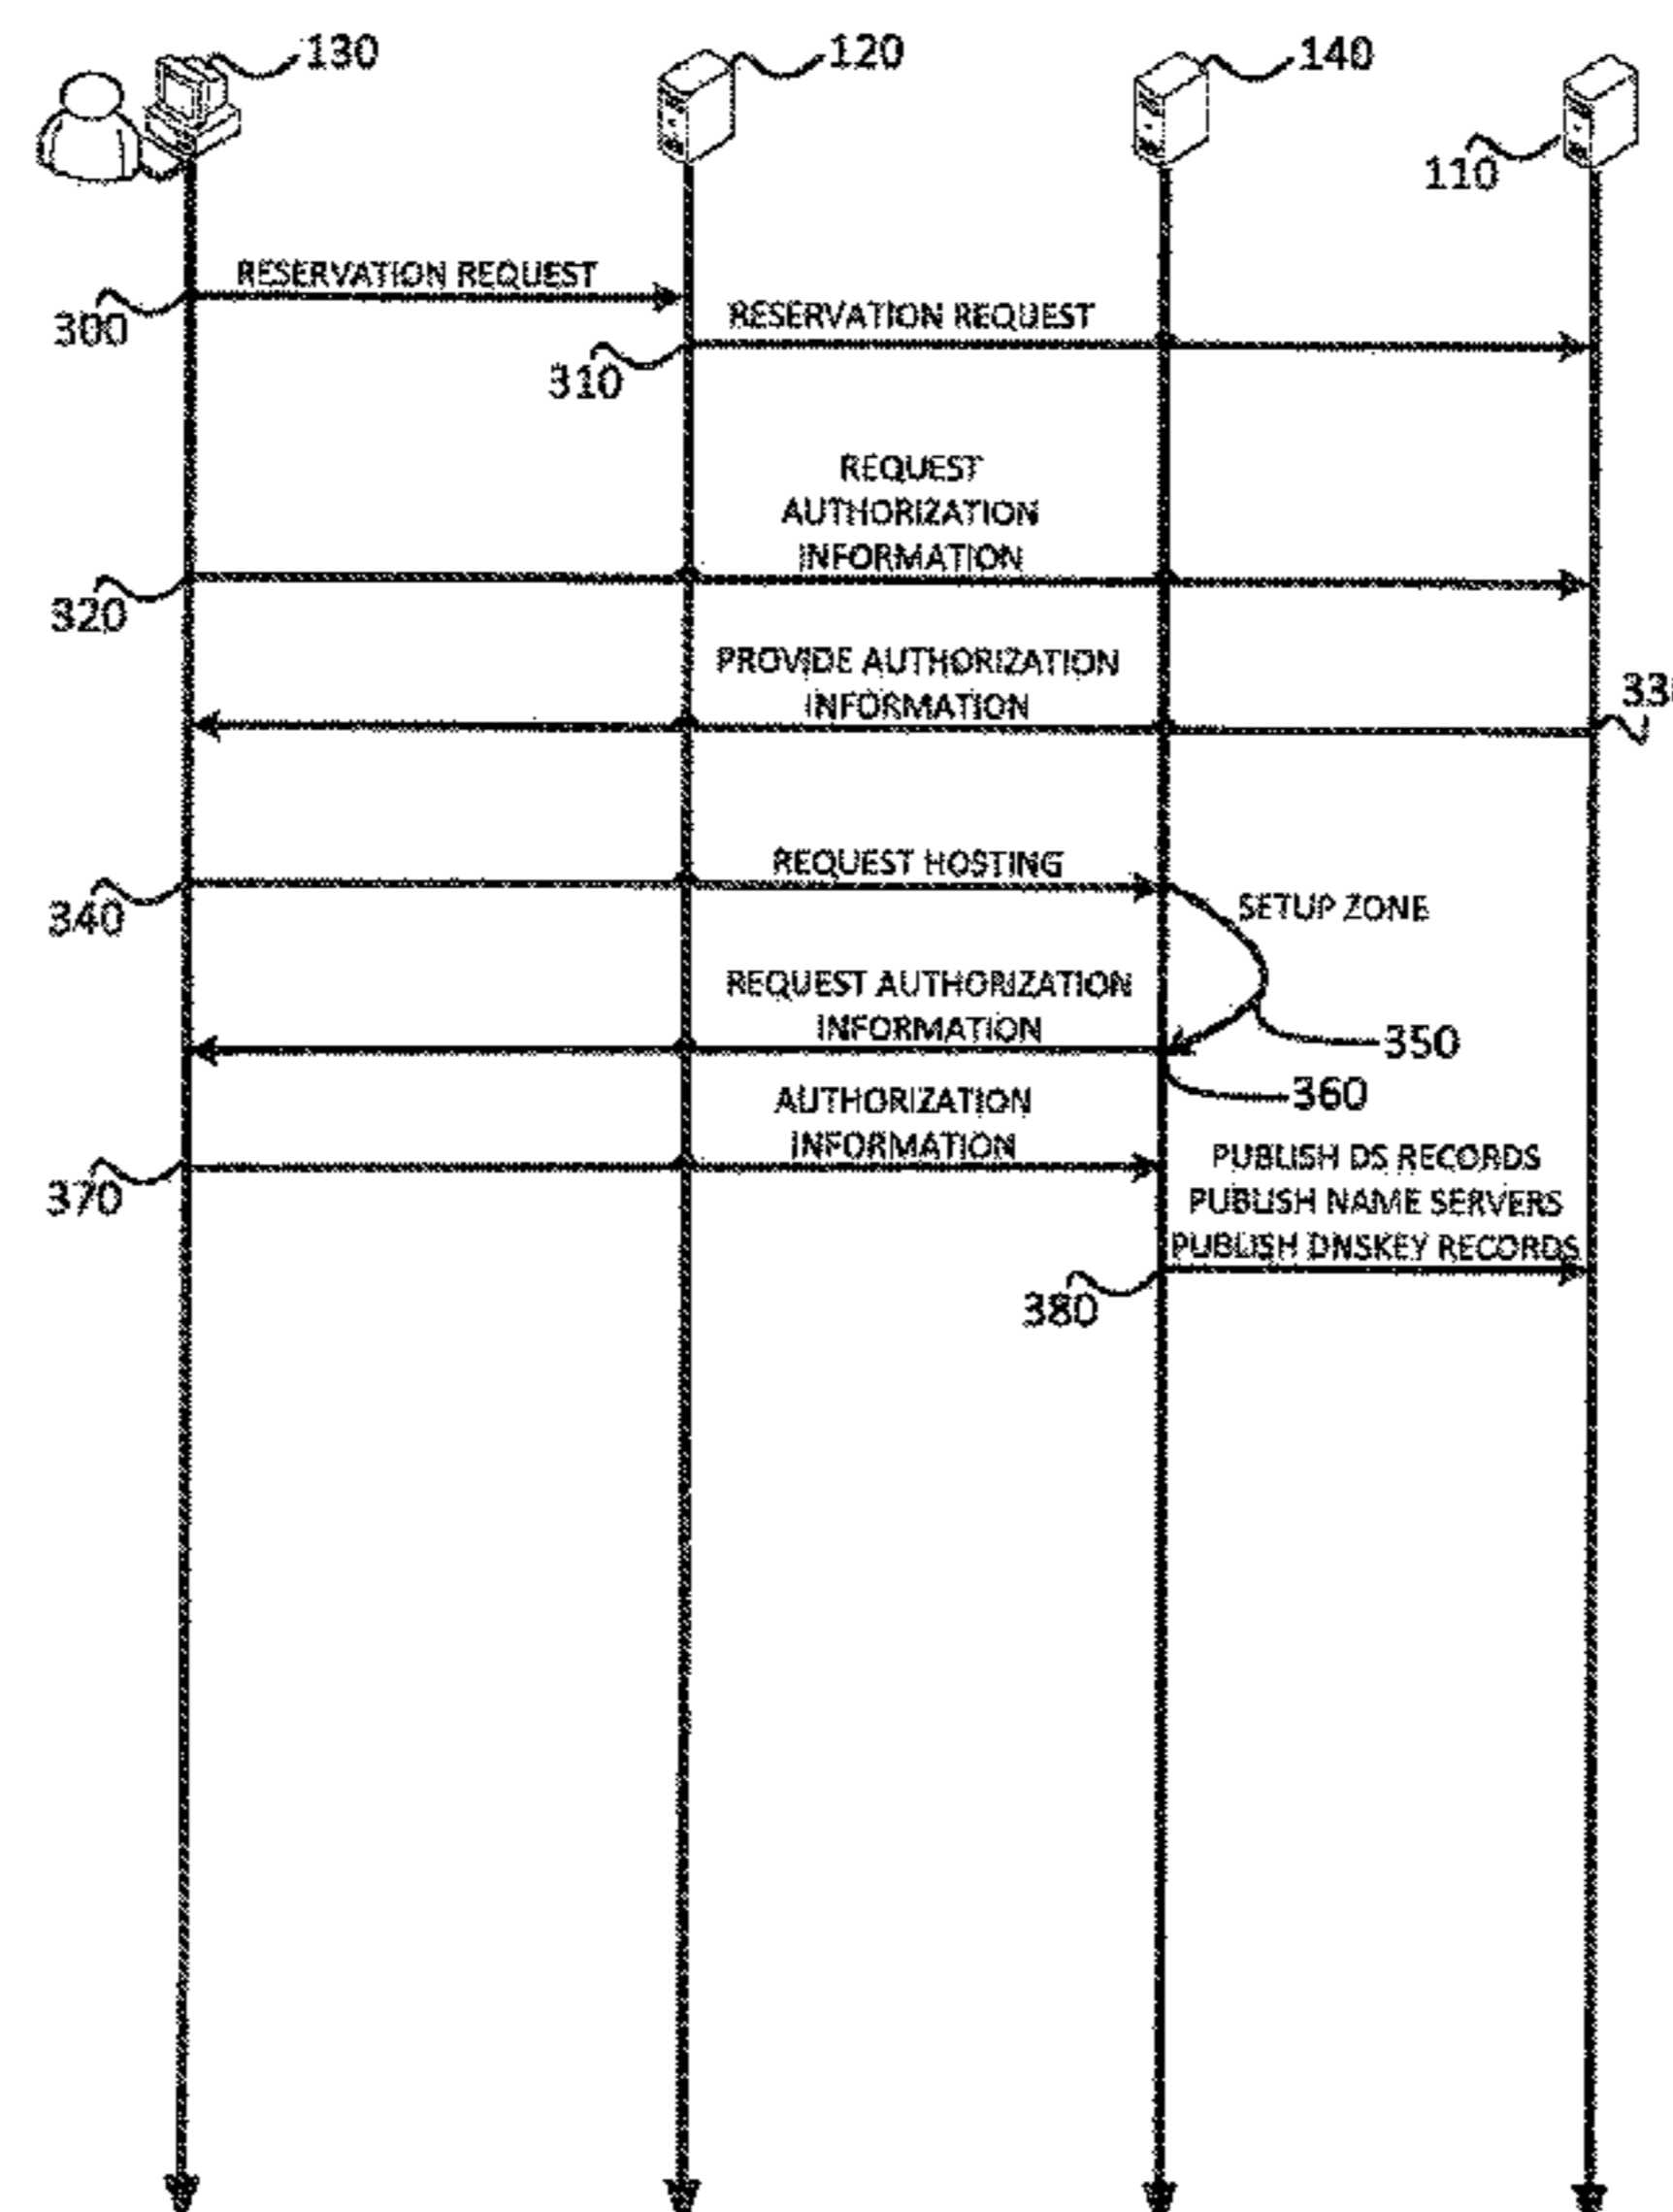 130
120
140
110
RESERVATION REQUEST
300
RESERVATION REQUEST
310
REQUEST
AUTHORIZATION
INFORMATION
320
PROVIDE AUTHORIZATION
INFORMATION
REQUEST HOSTING
340
SETUP ZONE
REQUEST AUTHORIZATION
INFORMATION
350
360
AUTHORIZATION
INFORMATION
370
PUBLISH DS RECORDS
PUBLISH NAME SERVERS
PUBLISH DNSKEY RECORDS
380